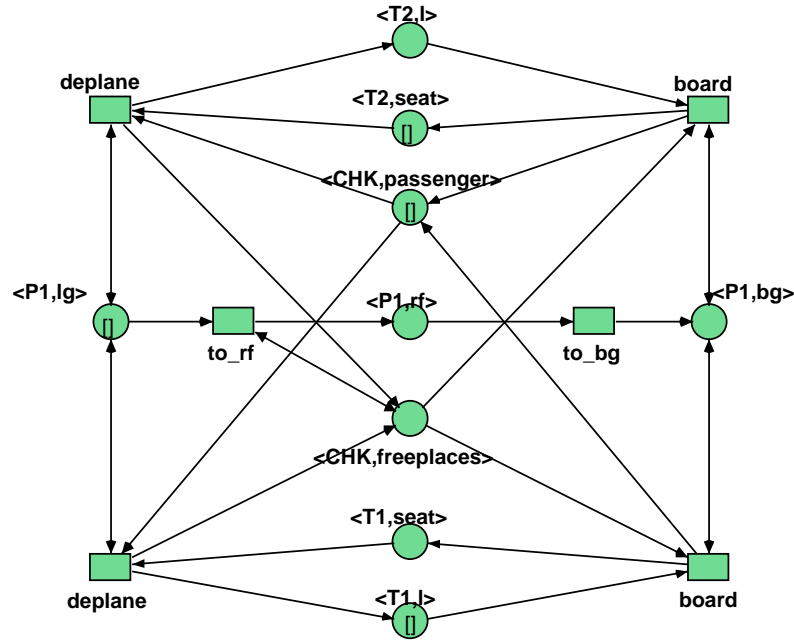 <T2,l>
deplane
board
<T2,seat>
[]
<CHK,passenger>
[]
<P1,lg>
<P1,rf>
<P1,bg>
[]
to_rf
to_bg
<CHK,freeplaces>
<T1,seat>
deplane
<T1,l>
board
[]